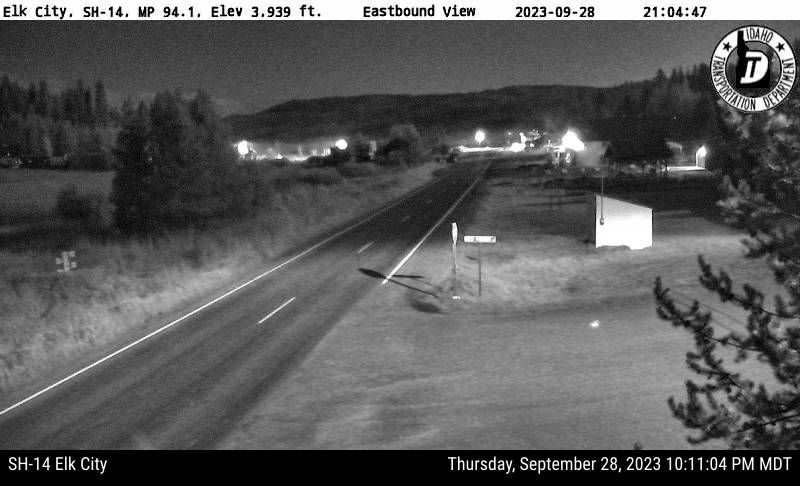 Elk City, SH-14, MP 94.1, Elev 3,939 ft. Eastbound View 2023-09-28 21:04:47
IDAHO
TRANSPORTATION DEPARTMENT
SH-14 Elk City Thursday, September 28, 2023 10:11:04 PM MDT